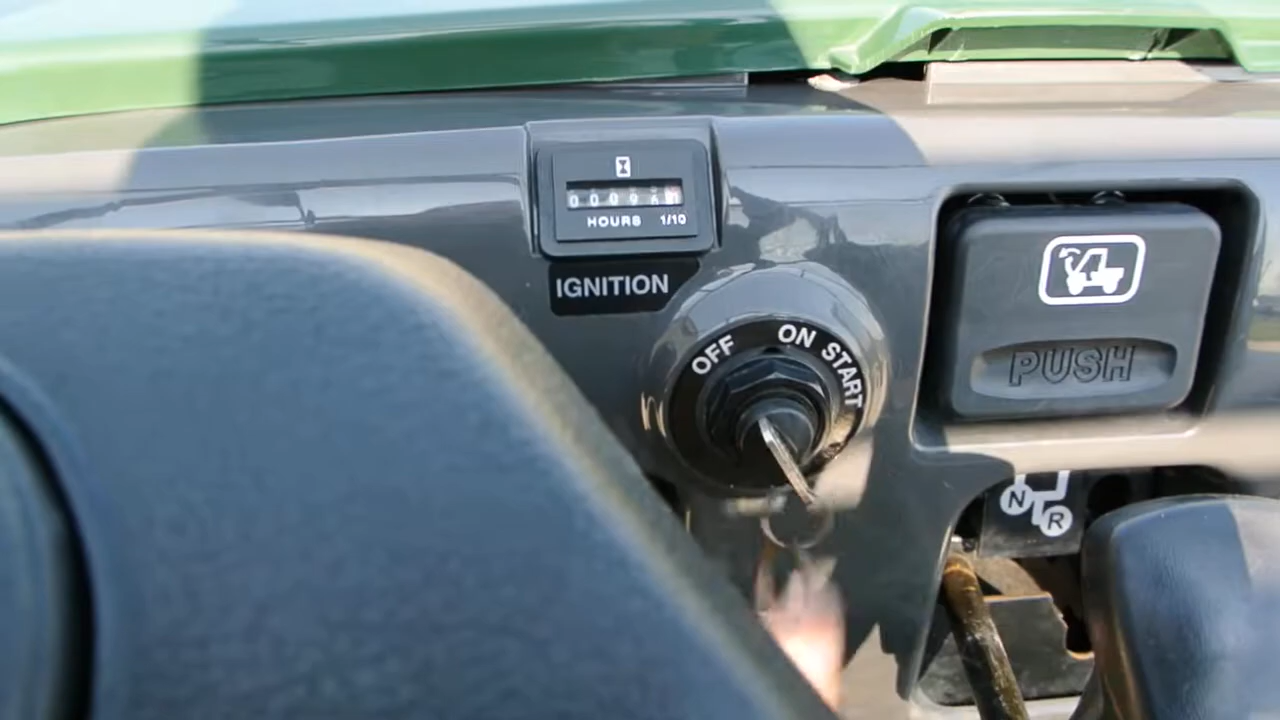 HOURS 1/10
IGNITION
OFF ON START
PUSH
N
R